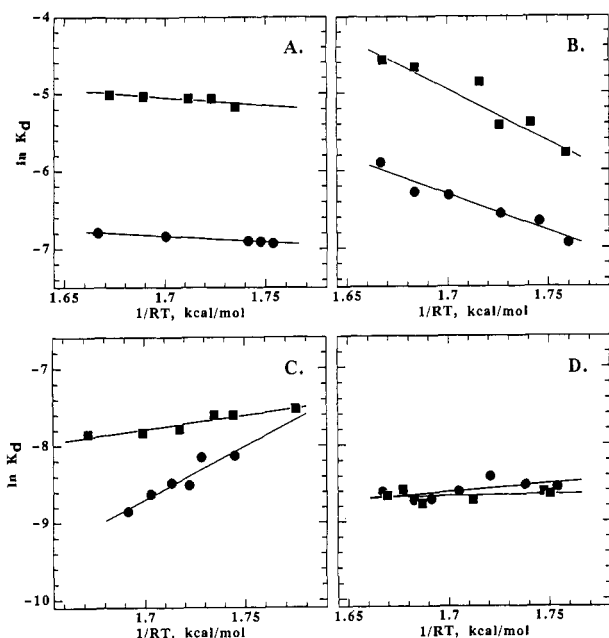 A.
B.
-4
-5
-6
-7
ln Kd
1.65 1.70 1.75
1.65 1.70 1.75
1/RT, kcal/mol
1/RT, kcal/mol
C.
D.
-7
-8
-9
-10
ln Kd
1.7 1.75
1.65 1.7 1.75
1/RT, kcal/mol
1/RT, kcal/mol